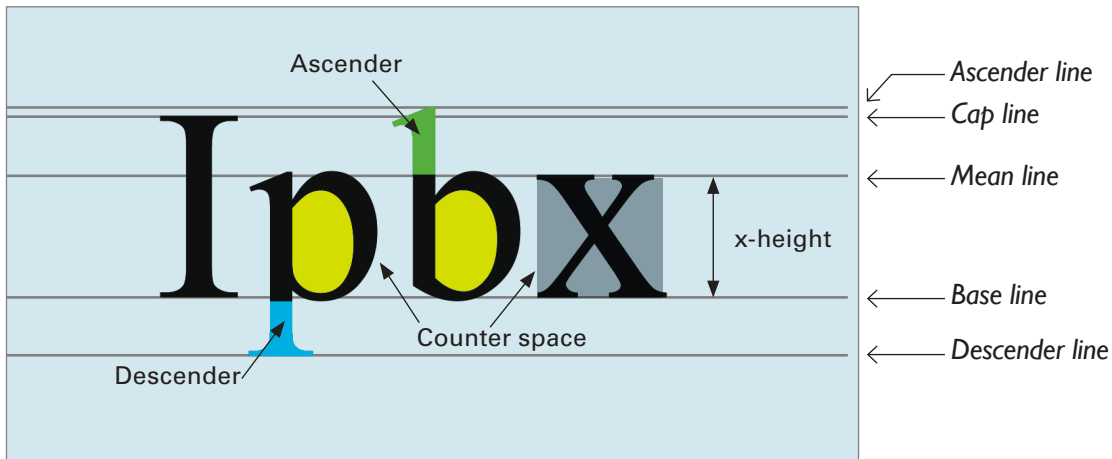 Ascender
Ascender line
Cap line
Mean line
Ipbx
x-height
Base line
Counter space
Descender line
Descender